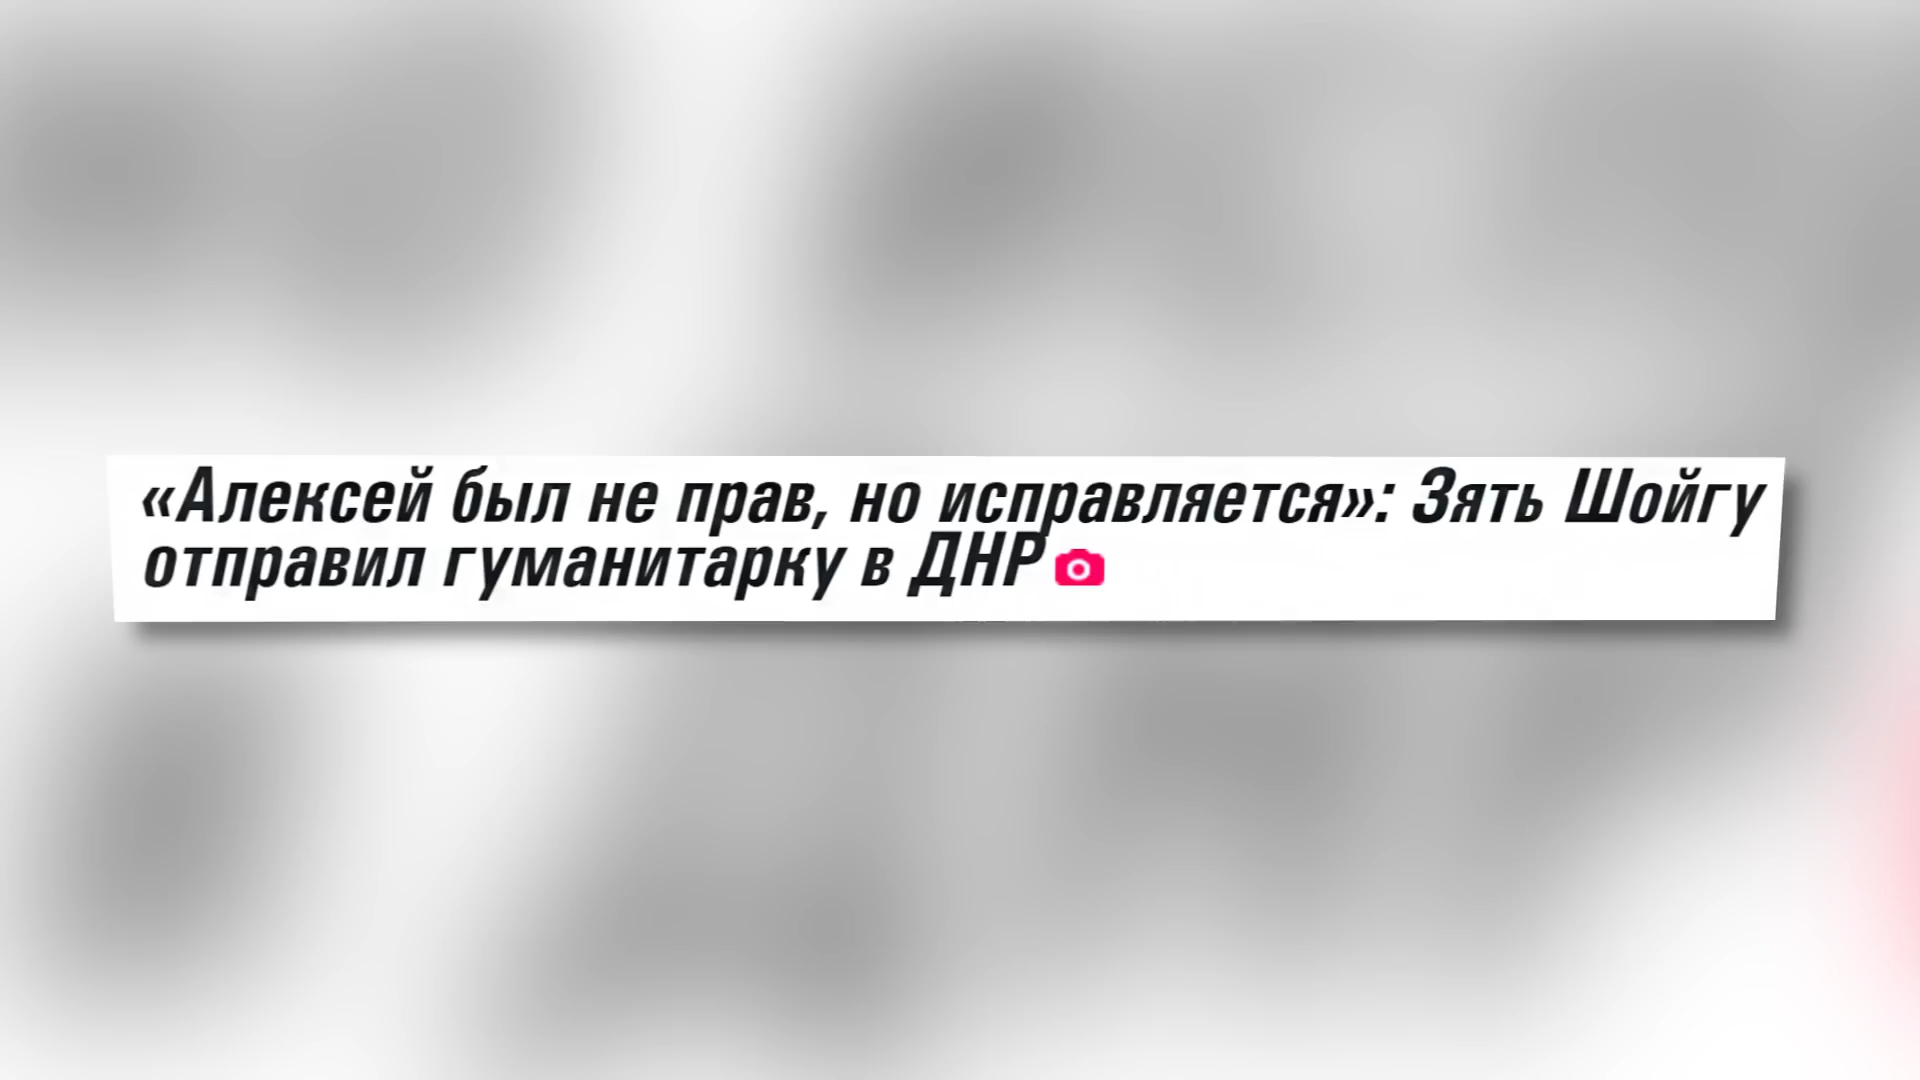 «Алексей был не прав, но исправляется»: Зять Шойгу
отправил гуманитарку в ДНР